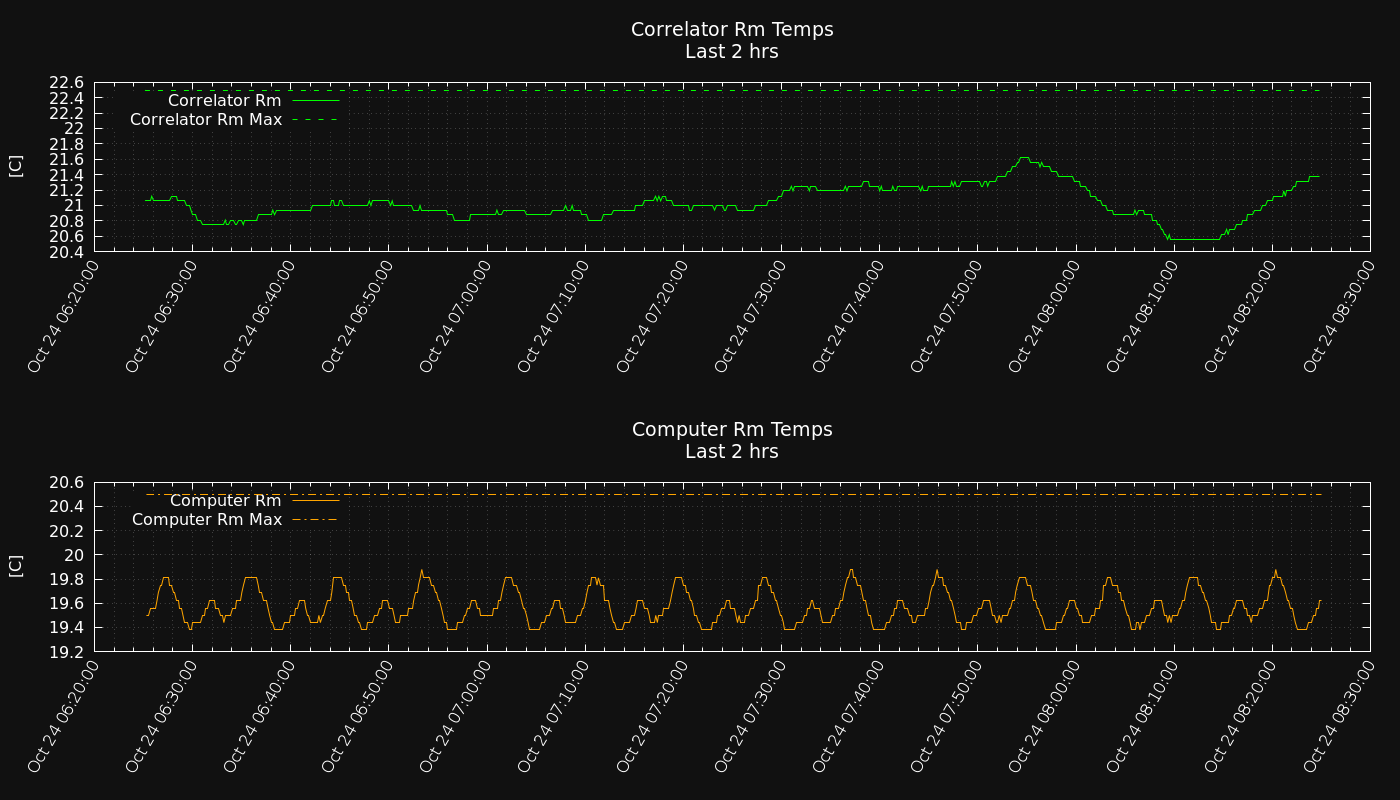 Correlator Rm Temps
Last 2 hrs
22.6
22.4
22.2
22
21.8
21.6
21.4
21.2
21
20.8
20.6
20.4
[C]
Correlator Rm
Correlator Rm Max
Oct 24 06:20:00
Oct 24 06:30:00
Oct 24 06:40:00
Oct 24 06:50:00
Oct 24 07:00:00
Oct 24 07:10:00
Oct 24 07:20:00
Oct 24 07:30:00
Oct 24 07:40:00
Oct 24 07:50:00
Oct 24 08:00:00
Oct 24 08:10:00
Oct 24 08:20:00
Oct 24 08:30:00
Computer Rm Temps
Last 2 hrs
20.6
20.4
20.2
20
19.8
19.6
19.4
19.2
[C]
Computer Rm
Computer Rm Max
Oct 24 06:20:00
Oct 24 06:30:00
Oct 24 06:40:00
Oct 24 06:50:00
Oct 24 07:00:00
Oct 24 07:10:00
Oct 24 07:20:00
Oct 24 07:30:00
Oct 24 07:40:00
Oct 24 07:50:00
Oct 24 08:00:00
Oct 24 08:10:00
Oct 24 08:20:00
Oct 24 08:30:00